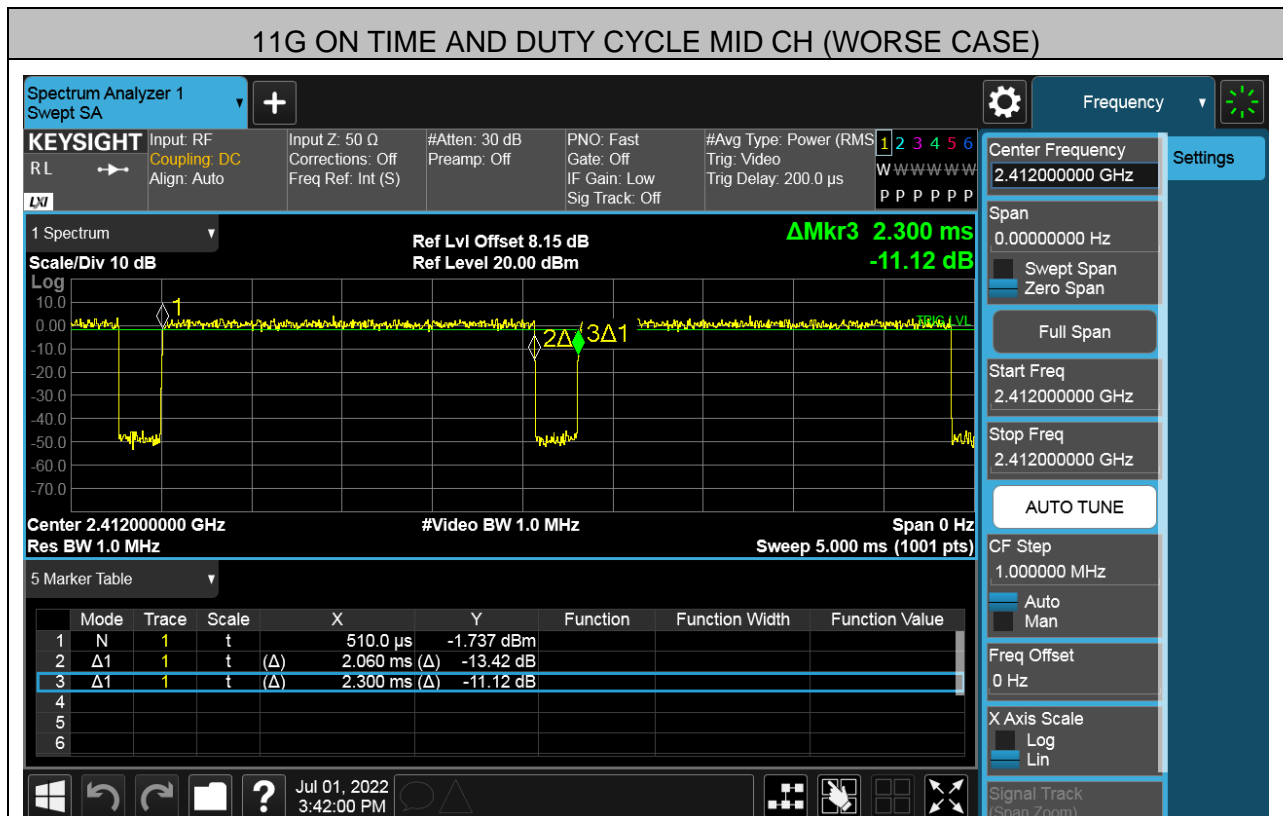 11G ON TIME AND DUTY CYCLE MID CH (WORSE CASE)
Spectrum Analyzer 1
Swept SA
Frequency
KEYSIGHT
RL
LXI
Input: RF
Coupling: DC
Align: Auto
Input Z: 50 Ω
Corrections: Off
Freq Ref: Int (S)
#Atten: 30 dB
Preamp: Off
PNO: Fast
Gate: Off
IF Gain: Low
Sig Track: Off
#Avg Type: Power (RMS
Trig: Video
Trig Delay: 200.0 µs
1 2 3 4 5 6
W W W W W W
P P P P P P
1 Spectrum
Scale/Div 10 dB
Ref Lvl Offset 8.15 dB
Ref Level 20.00 dBm
ΔMkr3 2.300 ms
-11.12 dB
Log
10.0
0.00
-10.0
-20.0
-30.0
-40.0
-50.0
-60.0
-70.0
1
2Δ
3Δ1
TRIG LVL
Center 2.412000000 GHz
#Video BW 1.0 MHz
Span 0 Hz
Res BW 1.0 MHz
Sweep 5.000 ms (1001 pts)
5 Marker Table
Mode Trace Scale X Y Function Function Width Function Value
1 N 1 t 510.0 µs -1.737 dBm
2 Δ1 1 t (Δ) 2.060 ms (Δ) -13.42 dB
3 Δ1 1 t (Δ) 2.300 ms (Δ) -11.12 dB
4
5
6
?
Jul 01, 2022
3:42:00 PM
Center Frequency
2.412000000 GHz
Settings
Span
0.00000000 Hz
Swept Span
Zero Span
Full Span
Start Freq
2.412000000 GHz
Stop Freq
2.412000000 GHz
AUTO TUNE
CF Step
1.000000 MHz
Auto
Man
Freq Offset
0 Hz
X Axis Scale
Log
Lin
Signal Track
(Span Zoom)